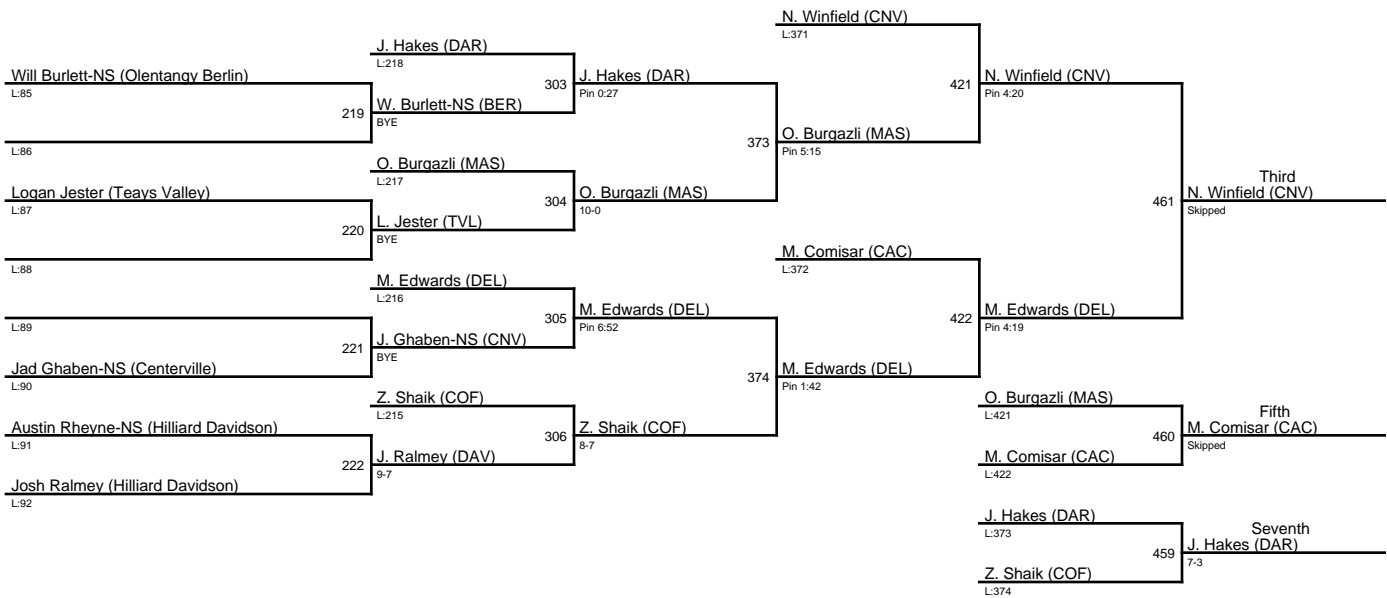 N. Winfield (CNV)
L:371
J. Hakes (DAR)
L:218
Will Burlett-NS (Olentangy Berlin)
L:85
303
J. Hakes (DAR)
Pin 0:27
421
N. Winfield (CNV)
Pin 4:20
219
W. Burlett-NS (BER)
BYE
L:86
373
O. Burgazli (MAS)
Pin 5:15
O. Burgazli (MAS)
L:217
Logan Jester (Teays Valley)
L:87
304
O. Burgazli (MAS)
10-0
461
Third
N. Winfield (CNV)
Skipped
220
L. Jester (TVL)
BYE
L:88
M. Comisar (CAC)
L:372
M. Edwards (DEL)
L:216
L:89
305
M. Edwards (DEL)
Pin 6:52
422
M. Edwards (DEL)
Pin 4:19
221
J. Ghaben-NS (CNV)
BYE
Jad Ghaben-NS (Centerville)
L:90
374
M. Edwards (DEL)
Pin 1:42
Z. Shaik (COF)
L:215
O. Burgazli (MAS)
L:421
Austin Rheyne-NS (Hilliard Davidson)
L:91
306
Z. Shaik (COF)
8-7
460
Fifth
M. Comisar (CAC)
Skipped
222
J. Ralmey (DAV)
9-7
M. Comisar (CAC)
L:422
Josh Ralmey (Hilliard Davidson)
L:92
J. Hakes (DAR)
L:373
459
Seventh
J. Hakes (DAR)
7-3
Z. Shaik (COF)
L:374